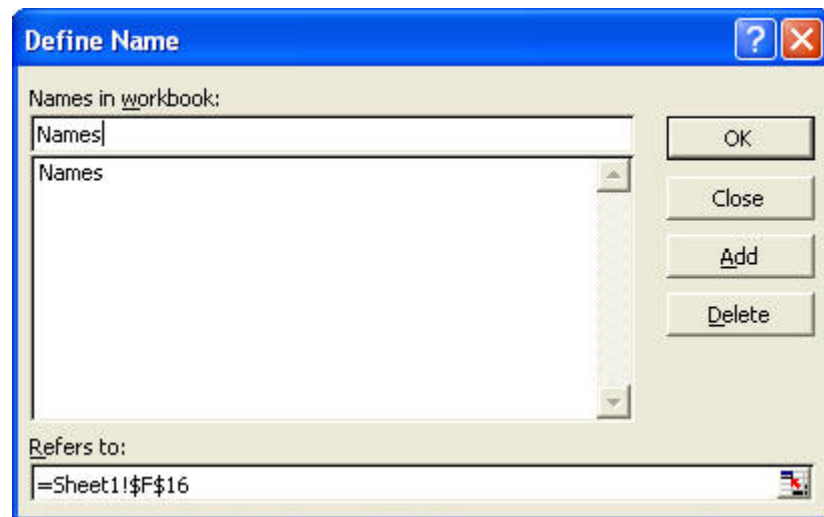 Define Name
?
Names in workbook:
Names
OK
Names
Close
Add
Delete
Refers to:
=Sheet1!$F$16